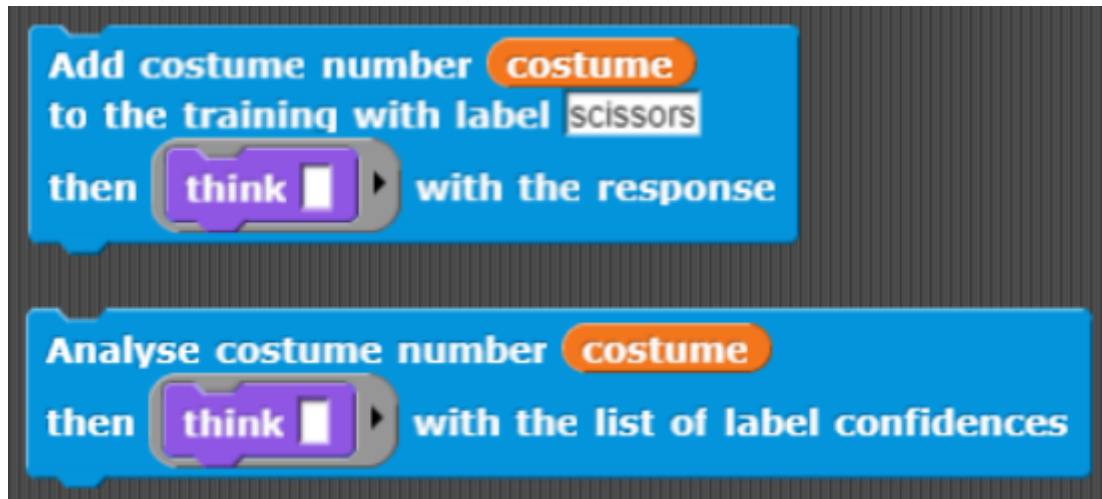 Add costume number costume
to the training with label scissors
then think with the response
Analyse costume number costume
then think with the list of label confidences